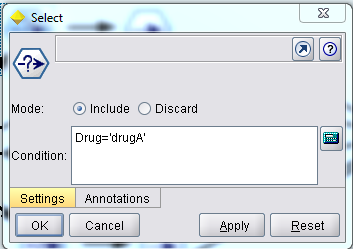 Select
Mode: Include Discard
Condition: Drug='drugA'
Settings Annotations
OK Cancel Apply Reset